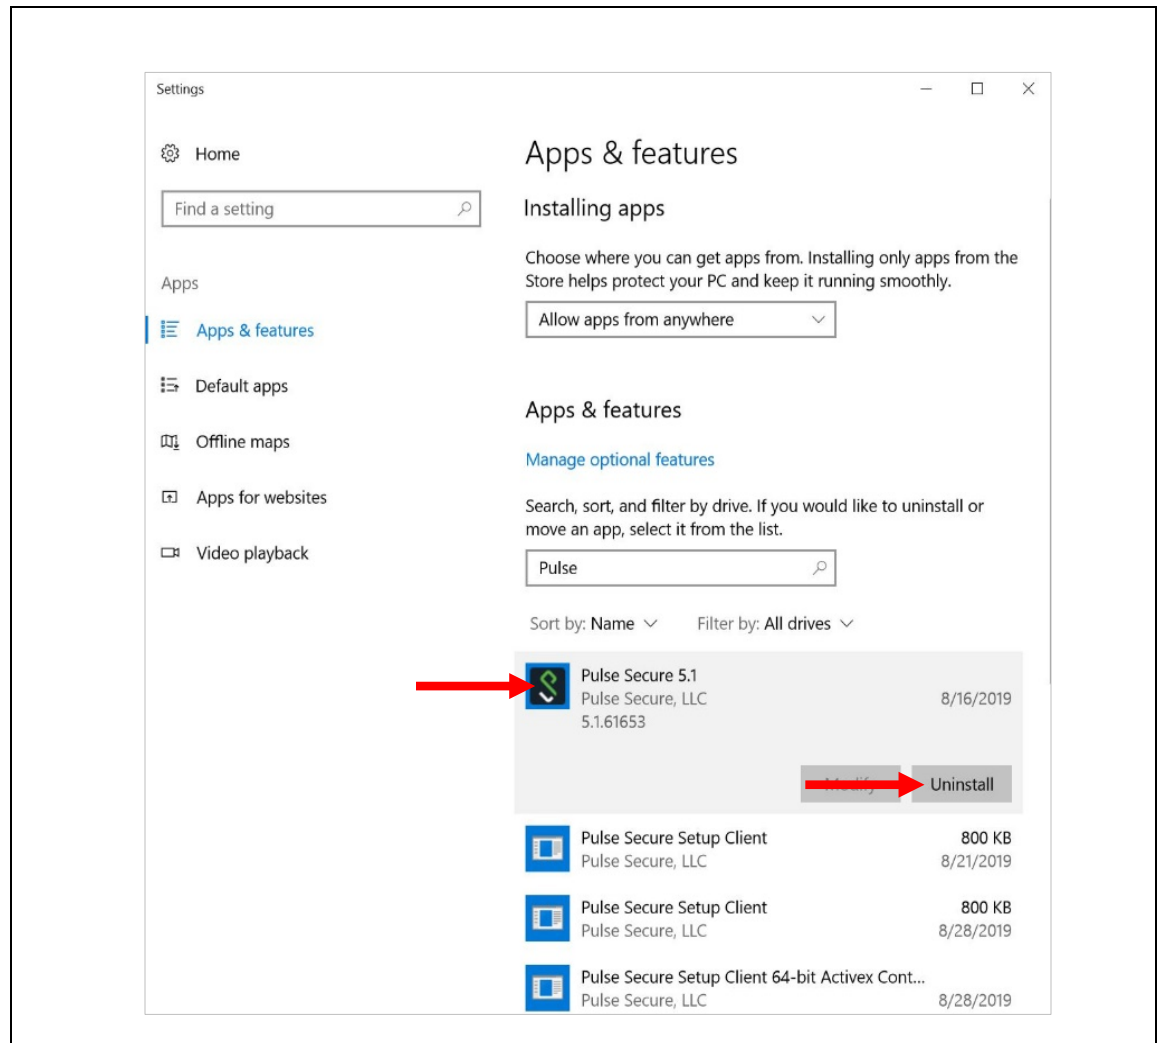 Settings
Home
Find a setting
Apps
Apps & features
Default apps
Offline maps
Apps for websites
Video playback
Apps & features
Installing apps
Choose where you can get apps from. Installing only apps from the
Store helps protect your PC and keep it running smoothly.
Allow apps from anywhere
Apps & features
Manage optional features
Search, sort, and filter by drive. If you would like to uninstall or
move an app, select it from the list.
Pulse
Sort by: Name Filter by: All drives
Pulse Secure 5.1
Pulse Secure, LLC 8/16/2019
5.1.61653
Modify Uninstall
Pulse Secure Setup Client 800 KB
Pulse Secure, LLC 8/21/2019
Pulse Secure Setup Client 800 KB
Pulse Secure, LLC 8/28/2019
Pulse Secure Setup Client 64-bit Activex Cont...
Pulse Secure, LLC 8/28/2019